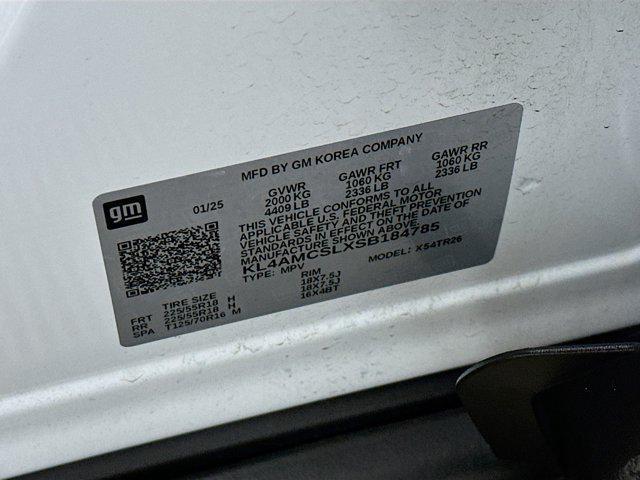 MFD BY GM KOREA COMPANY
gm 01/25 GVWR GAWR FRT GAWR RR
2000 KG 1060 KG 1060 KG
4409 LB 2336 LB 2336 LB
THIS VEHICLE CONFORMS TO ALL
APPLICABLE U.S. FEDERAL MOTOR
VEHICLE SAFETY AND THEFT PREVENTION
STANDARDS IN EFFECT ON THE DATE OF
MANUFACTURE SHOWN ABOVE.
KL4AMCSLXSB184785
TYPE: MPV MODEL: X54TR26
TIRE SIZE RIM
FRT 225/55R18 H 18X7.5J
RR 225/55R18 H 18X7.5J
SPA T125/70R16 M 16X4BT